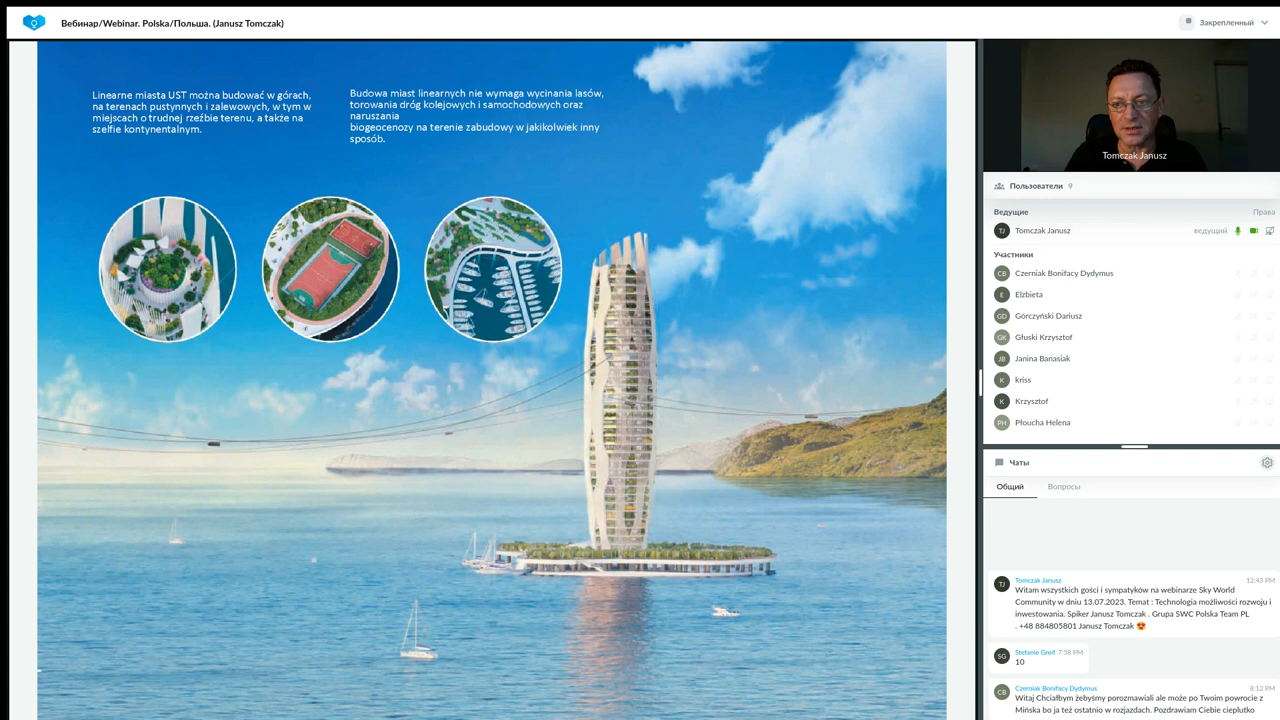 Вебинар/Webinar. Polska/Польша. (Janusz Tomczak)
Закрепленный
Linearne miasta UST można budować w górach,
na terenach pustynnych i zalewowych, w tym w
miejscach o trudnej rzeźbie terenu, a także na
szelfie kontynentalnym.
Budowa miast linearnych nie wymaga wycinania lasów,
torowania dróg kolejowych i samochodowych oraz
naruszania
biogeocenozy na terenie zabudowy w jakikolwiek inny
sposób.
Tomczak Janusz
Пользователи 9
Ведущие Права
TJ Tomczak Janusz ведущий
Участники
CB Czerniak Bonifacy Dydymus
E Elzbieta
GD Górczyński Dariusz
GK Głuski Krzysztof
JB Janina Banasiak
K kriss
K Krzysztof
PH Płoucha Helena
Чаты
Общий Вопросы
TJ Tomczak Janusz 12:43 PM
Witam wszystkich gości i sympatyków na webinarze Sky World
Community w dniu 13.07.2023. Temat : Technologia możliwości rozwoju i
inwestowania. Spiker Janusz Tomczak . Grupa SWC Polska Team PL
. +48 884805801 Janusz Tomczak 😍
SG Stefanie Greif 7:58 PM
10
CB Czerniak Bonifacy Dydymus 8:12 PM
Witaj Chciałbym żebyśmy porozmawiali ale może po Twoim powrocie z
Mińska bo ja też ostatnio w rozjazdach. Pozdrawiam Ciebie cieplutko